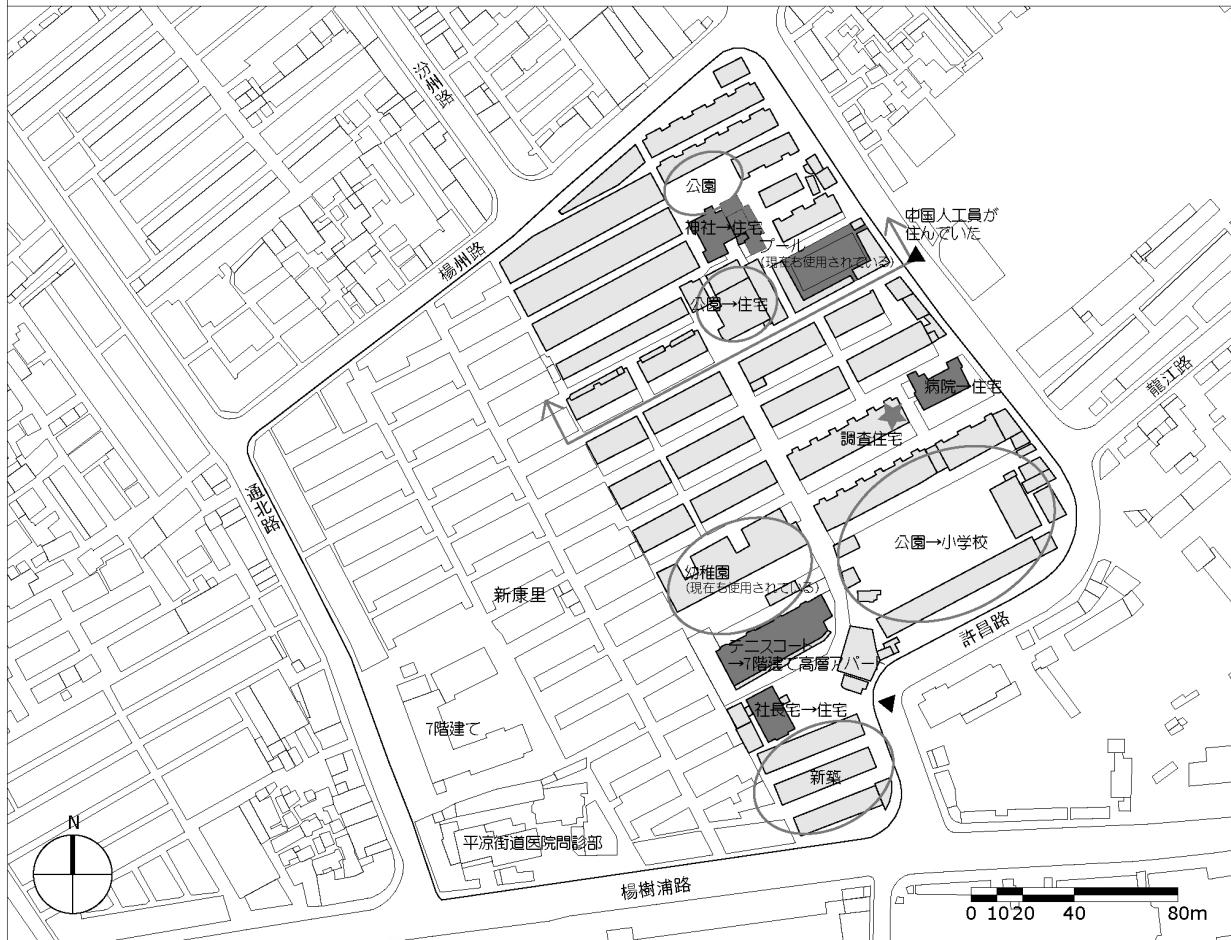 汾州路
公園
中国人工員が
住んでいた
神社→住宅
プール
(現在も使用されている)
楊州路
公園→住宅
病院→住宅
龍江路
調査住宅
通北路
公園→小学校
幼稚園
(現在も使用されている)
新康里
許昌路
テニスコート
→7階建て高層アパート
社長宅→住宅
7階建て
新築
N
平凉街道医院問診部
楊樹浦路
0 10 20 40 80m